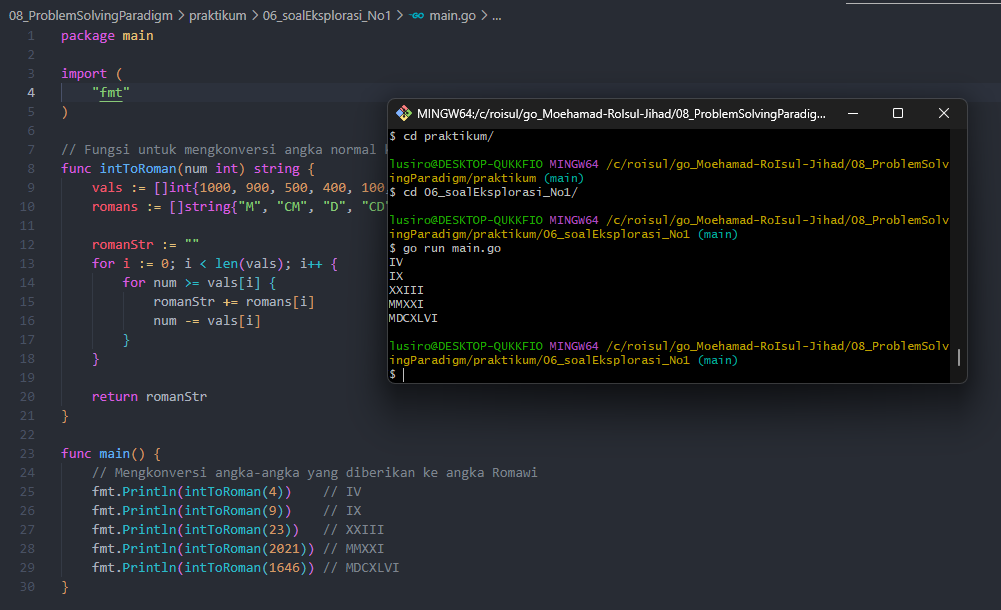 08_ProblemSolvingParadigm > praktikum > 06_soalEksplorasi_No1 > main.go > ...
1 package main
2
3 import (
4 "fmt"
5 )
6
7 // Fungsi untuk mengkonversi angka normal
8 func intToRoman(num int) string {
9 vals := []int{1000, 900, 500, 400, 100
10 romans := []string{"M", "CM", "D", "CD"
11
12 romanStr := ""
13 for i := 0; i < len(vals); i++ {
14 for num >= vals[i] {
15 romanStr += romans[i]
16 num -= vals[i]
17 }
18 }
19
20 return romanStr
21 }
22
23 func main() {
24 // Mengkonversi angka-angka yang diberikan ke angka Romawi
25 fmt.Println(intToRoman(4)) // IV
26 fmt.Println(intToRoman(9)) // IX
27 fmt.Println(intToRoman(23)) // XXIII
28 fmt.Println(intToRoman(2021)) // MMXXI
29 fmt.Println(intToRoman(1646)) // MDCXLVI
30 }
MINGW64:/c/roisul/go_Moehamad-RoIsul-Jihad/08_ProblemSolvingParadig...
$ cd praktikum/
lusiro@DESKTOP-QUKKFIO MINGW64 /c/roisul/go_Moehamad-RoIsul-Jihad/08_ProblemSolv
ingParadigm/praktikum (main)
$ cd 06_soalEksplorasi_No1/
lusiro@DESKTOP-QUKKFIO MINGW64 /c/roisul/go_Moehamad-RoIsul-Jihad/08_ProblemSolv
ingParadigm/praktikum/06_soalEksplorasi_No1 (main)
$ go run main.go
IV
IX
XXIII
MMXXI
MDCXLVI
lusiro@DESKTOP-QUKKFIO MINGW64 /c/roisul/go_Moehamad-RoIsul-Jihad/08_ProblemSolv
ingParadigm/praktikum/06_soalEksplorasi_No1 (main)
$